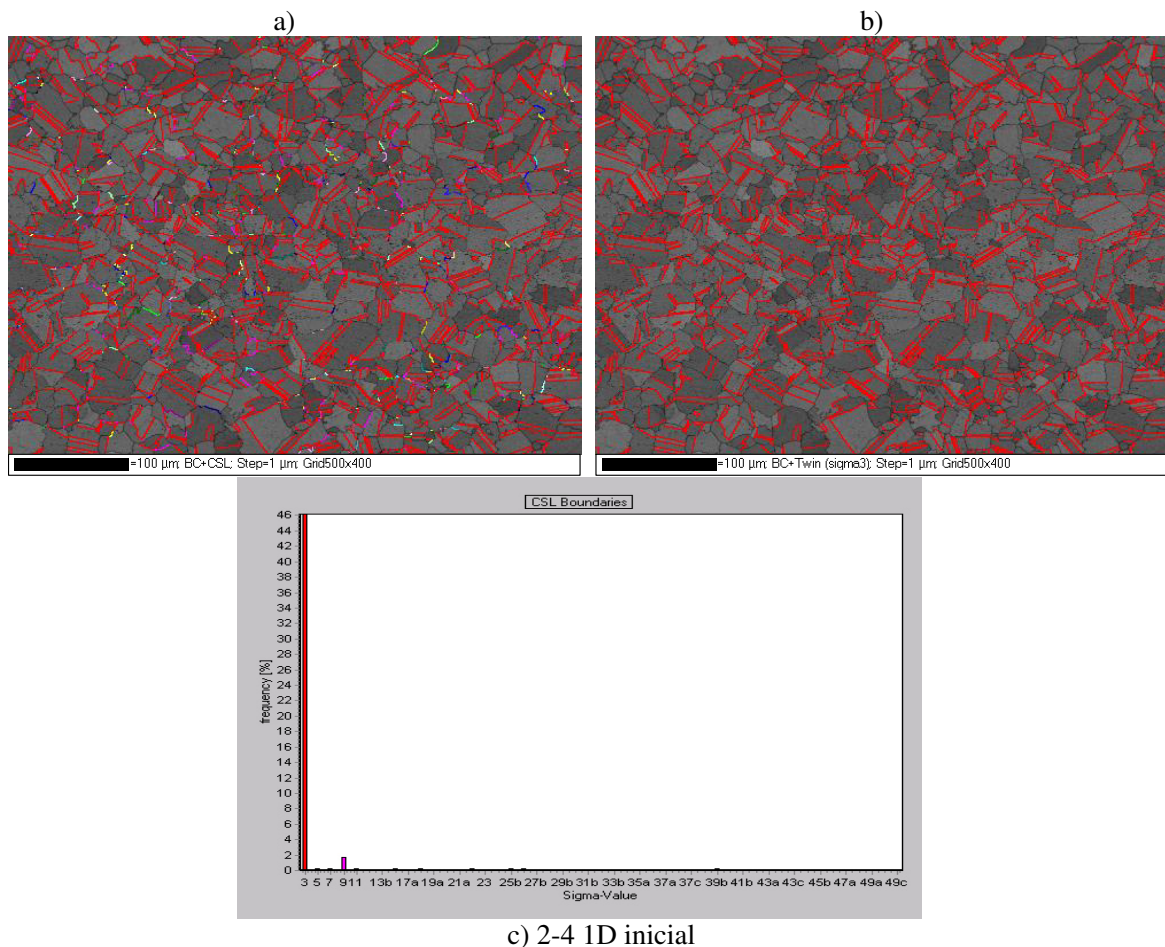 a)
b)
=100 µm; BC+CSL; Step=1 µm; Grid500x400
=100 µm; BC+Twin (sigma3); Step=1 µm; Grid500x400
CSL Boundaries
46
44
42
40
38
36
34
32
30
28
26
24
22
20
18
16
14
12
10
8
6
4
2
0
frequency [%]
3 5 7 9 11 13b 17a 19a 21a 23 25b 27b 29b 31b 33b 35a 37a 37c 39b 41b 43a 43c 45b 47a 49a 49c
Sigma-Value
c) 2-4 1D inicial